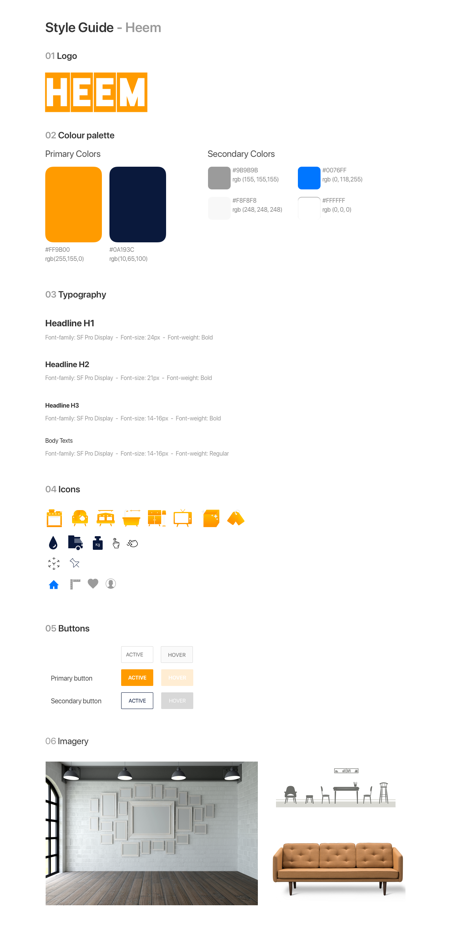 Style Guide - Heem
01 Logo
HEEM
02 Colour palette
Primary Colors
Secondary Colors
#9B9B9B
rgb (155, 155,155)
#0076FF
rgb (0, 118,255)
#F8F8F8
rgb (248, 248, 248)
#FFFFFF
rgb (0, 0, 0)
#FF9B00
rgb(255,155,0)
#0A193C
rgb(10,65,100)
03 Typography
Headline H1
Font-family: SF Pro Display - Font-size: 24px - Font-weight: Bold
Headline H2
Font-family: SF Pro Display - Font-size: 21px - Font-weight: Bold
Headline H3
Font-family: SF Pro Display - Font-size: 14-16px - Font-weight: Bold
Body Texts
Font-family: SF Pro Display - Font-size: 14-16px - Font-weight: Regular
04 Icons
05 Buttons
ACTIVE HOVER
Primary button ACTIVE HOVER
Secondary button ACTIVE HOVER
06 Imagery